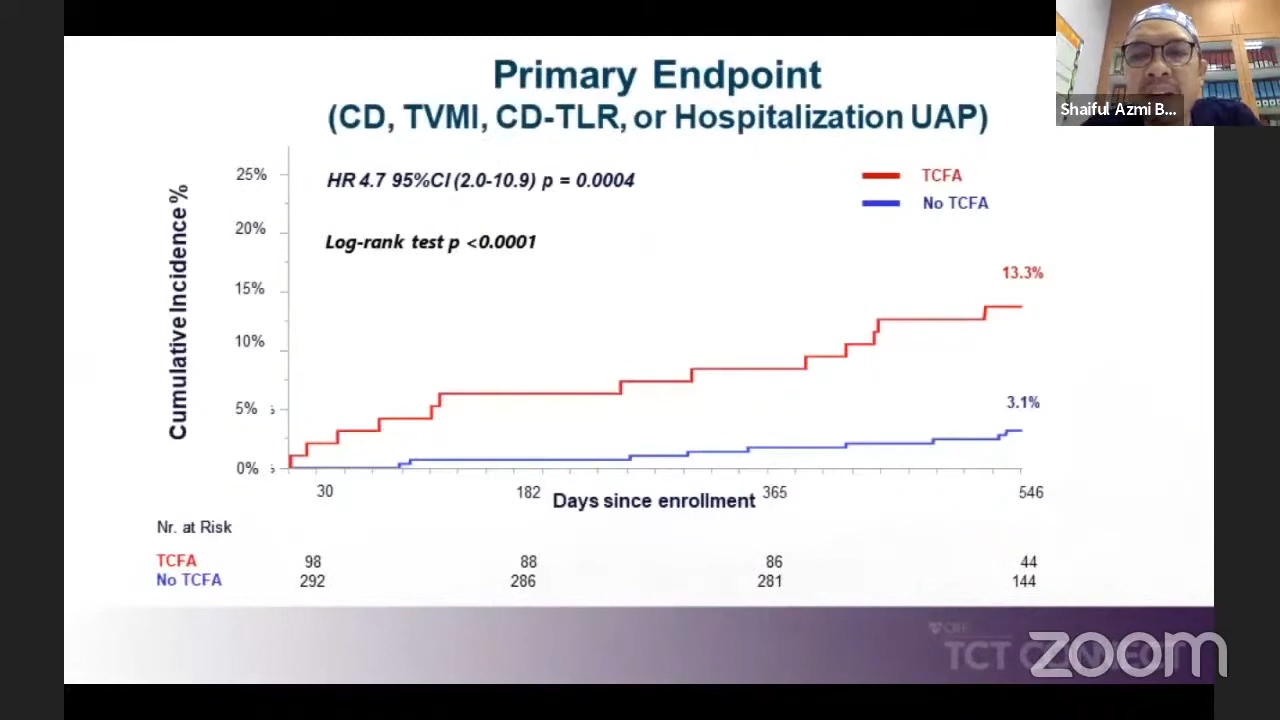 Primary Endpoint
(CD, TVMI, CD-TLR, or Hospitalization UAP)
Shaiful Azmi B...
25%
20%
15%
10%
5%
0%
Cumulative Incidence %
HR 4.7 95%CI (2.0-10.9) p = 0.0004
Log-rank test p <0.0001
TCFA
No TCFA
13.3%
3.1%
30 182 365 546
Days since enrollment
Nr. at Risk
TCFA 98 88 86 44
No TCFA 292 286 281 144
CRF
TCT CONNECT
zoom